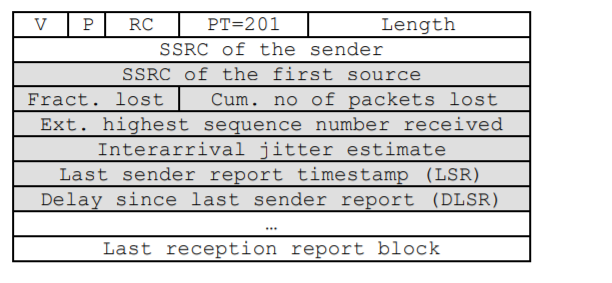 V P RC PT=201 Length
SSRC of the sender
SSRC of the first source
Fract. lost Cum. no of packets lost
Ext. highest sequence number received
Interarrival jitter estimate
Last sender report timestamp (LSR)
Delay since last sender report (DLSR)
…
Last reception report block